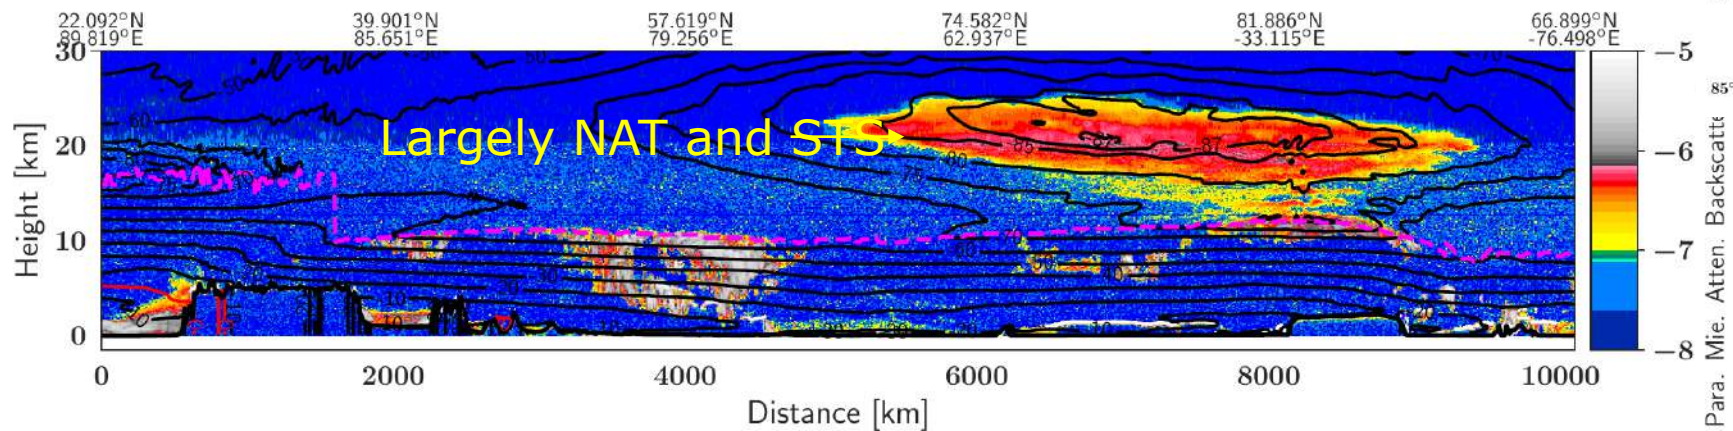 22.092°N 39.901°N 57.619°N 74.582°N 81.886°N 66.899°N
89.819°E 85.651°E 79.256°E 62.937°E -33.115°E -76.498°E
30
20
10
0
Height [km]
Largely NAT and STS
0 2000 4000 6000 8000 10000
Distance [km]
−5
−6
−7
−8
85°
Para. Mie. Atten. Backscatte